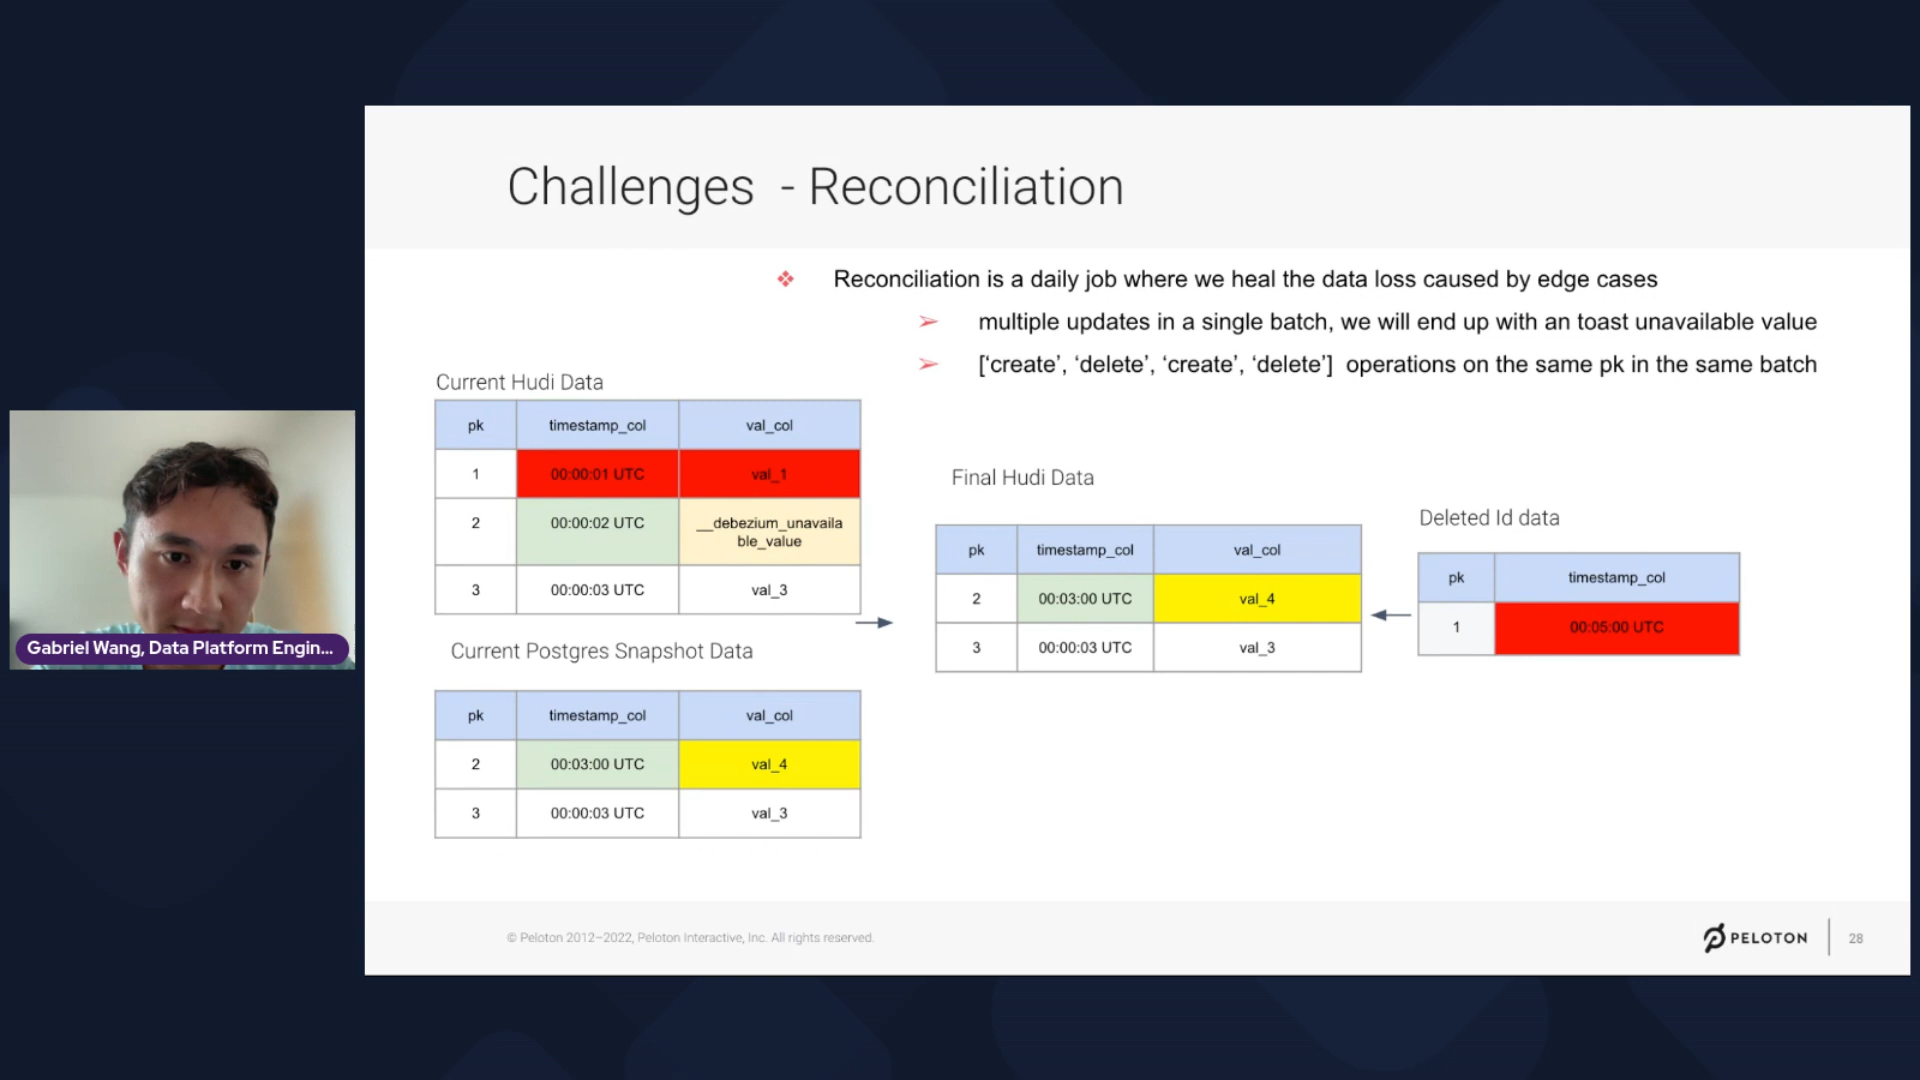 Challenges - Reconciliation
Reconciliation is a daily job where we heal the data loss caused by edge cases
multiple updates in a single batch, we will end up with an toast unavailable value
[‘create’, ‘delete’, ‘create’, ‘delete’] operations on the same pk in the same batch
Current Hudi Data
pk timestamp_col val_col
1 00:00:01 UTC val_1
2 00:00:02 UTC __debezium_unavaila
ble_value
3 00:00:03 UTC val_3
Current Postgres Snapshot Data
pk timestamp_col val_col
2 00:03:00 UTC val_4
3 00:00:03 UTC val_3
Final Hudi Data
pk timestamp_col val_col
2 00:03:00 UTC val_4
3 00:00:03 UTC val_3
Deleted Id data
pk timestamp_col
1 00:05:00 UTC
Gabriel Wang, Data Platform Engin...
© Peloton 2012–2022, Peloton Interactive, Inc. All rights reserved.
PELOTON
28